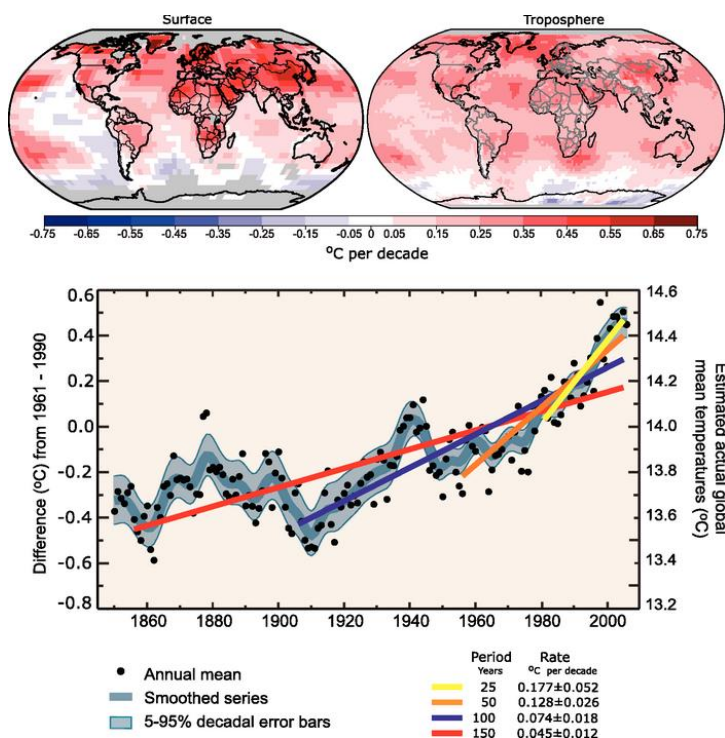 Surface
Troposphere
-0.75 -0.65 -0.55 -0.45 -0.35 -0.25 -0.15 -0.05 0 0.05 0.15 0.25 0.35 0.45 0.55 0.65 0.75
°C per decade
Difference (°C) from 1961 - 1990
0.6
0.4
0.2
0.0
-0.2
-0.4
-0.6
-0.8
14.6
14.4
14.2
14.0
13.8
13.6
13.4
13.2
Estimated actual global
mean temperatures (°C)
1860 1880 1900 1920 1940 1960 1980 2000
Annual mean
Smoothed series
5-95% decadal error bars
Period Rate
Years °C per decade
25 0.177±0.052
50 0.128±0.026
100 0.074±0.018
150 0.045±0.012